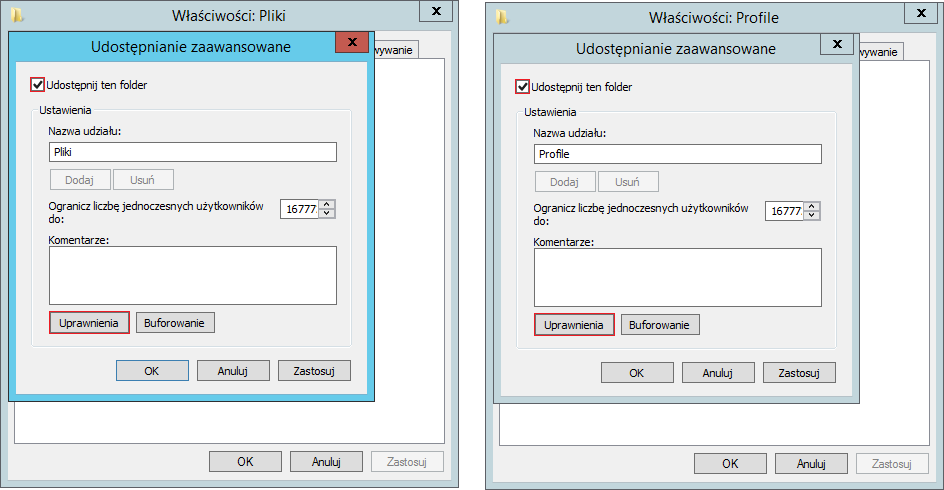 Właściwości: Pliki
Udostępnianie zaawansowane
wywanie
Udostępnij ten folder
Ustawienia
Nazwa udziału:
Pliki
Dodaj
Usuń
Ogranicz liczbę jednoczesnych użytkowników
do:
16777
Komentarze:
Uprawnienia
Buforowanie
OK
Anuluj
Zastosuj
OK
Anuluj
Zastosuj
Właściwości: Profile
Udostępnianie zaawansowane
wywanie
Udostępnij ten folder
Ustawienia
Nazwa udziału:
Profile
Dodaj
Usuń
Ogranicz liczbę jednoczesnych użytkowników
do:
16777
Komentarze:
Uprawnienia
Buforowanie
OK
Anuluj
Zastosuj
OK
Anuluj
Zastosuj